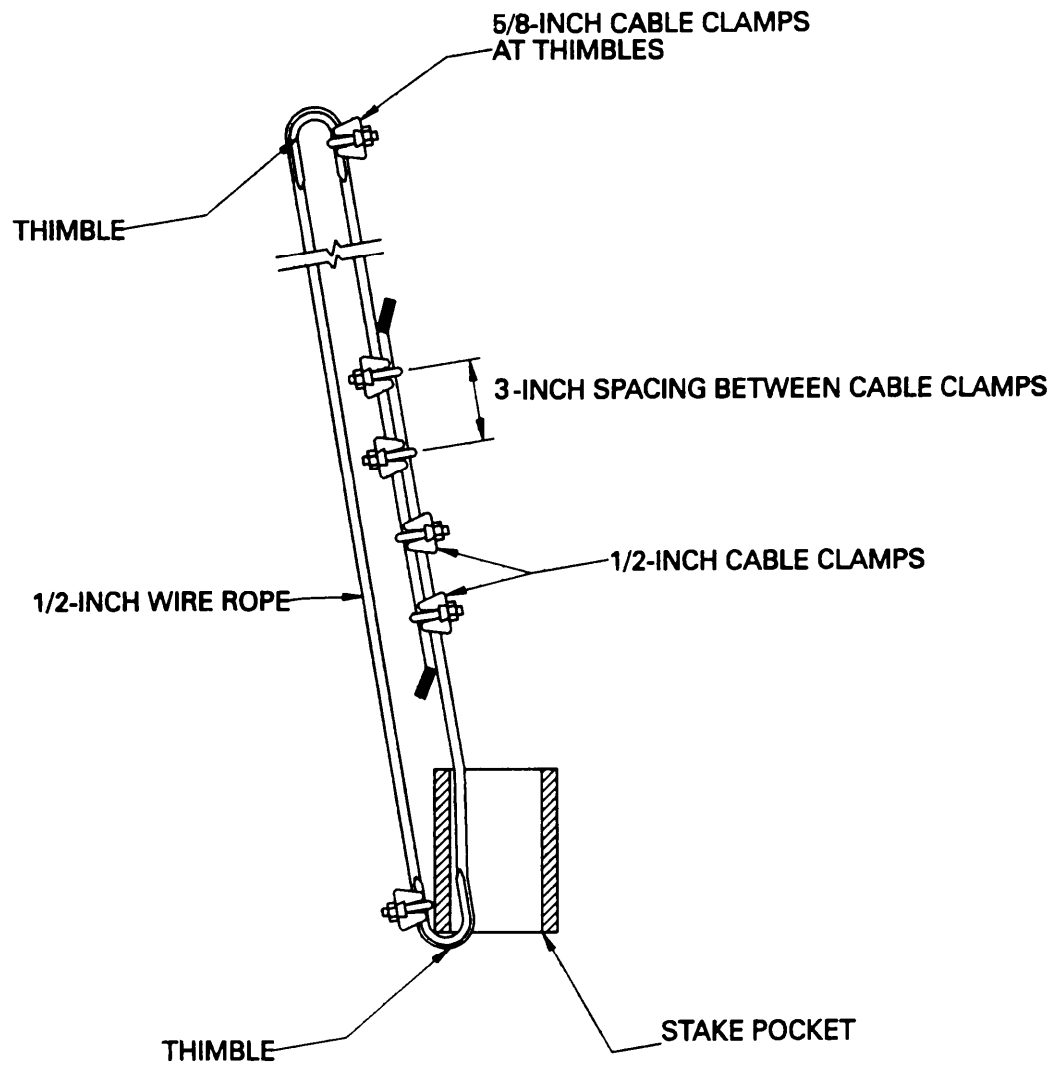 5/8-INCH CABLE CLAMPS
AT THIMBLES
THIMBLE
3-INCH SPACING BETWEEN CABLE CLAMPS
1/2-INCH CABLE CLAMPS
1/2-INCH WIRE ROPE
STAKE POCKET
THIMBLE